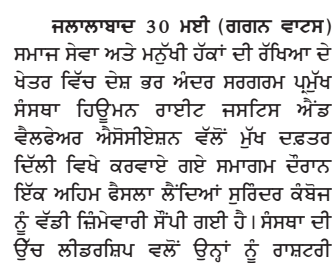 ਜਲਾਲਾਬਾਦ 30 ਮਈ (ਗਗਨ ਵਾਟਸ)
ਸਮਾਜ ਸੇਵਾ ਅਤੇ ਮਨੁੱਖੀ ਹੱਕਾਂ ਦੀ ਰੱਖਿਆ ਦੇ
ਖੇਤਰ ਵਿੱਚ ਦੇਸ਼ ਭਰ ਅੰਦਰ ਸਰਗਰਮ ਪ੍ਰਮੁੱਖ
ਸੰਸਥਾ ਹਿਊਮਨ ਰਾਈਟ ਜਸਟਿਸ ਐਂਡ
ਵੈਲਫੇਅਰ ਐਸੋਸੀਏਸ਼ਨ ਵੱਲੋਂ ਮੁੱਖ ਦਫ਼ਤਰ
ਦਿੱਲੀ ਵਿਖੇ ਕਰਵਾਏ ਗਏ ਸਮਾਗਮ ਦੌਰਾਨ
ਇੱਕ ਅਹਿਮ ਫੈਸਲਾ ਲੈਂਦਿਆਂ ਸੁਰਿੰਦਰ ਕੰਬੋਜ
ਨੂੰ ਵੱਡੀ ਜ਼ਿੰਮੇਵਾਰੀ ਸੌਂਪੀ ਗਈ ਹੈ। ਸੰਸਥਾ ਦੀ
ਉੱਚ ਲੀਡਰਸ਼ਿਪ ਵਲੋਂ ਉਨ੍ਹਾਂ ਨੂੰ ਰਾਸ਼ਟਰੀ